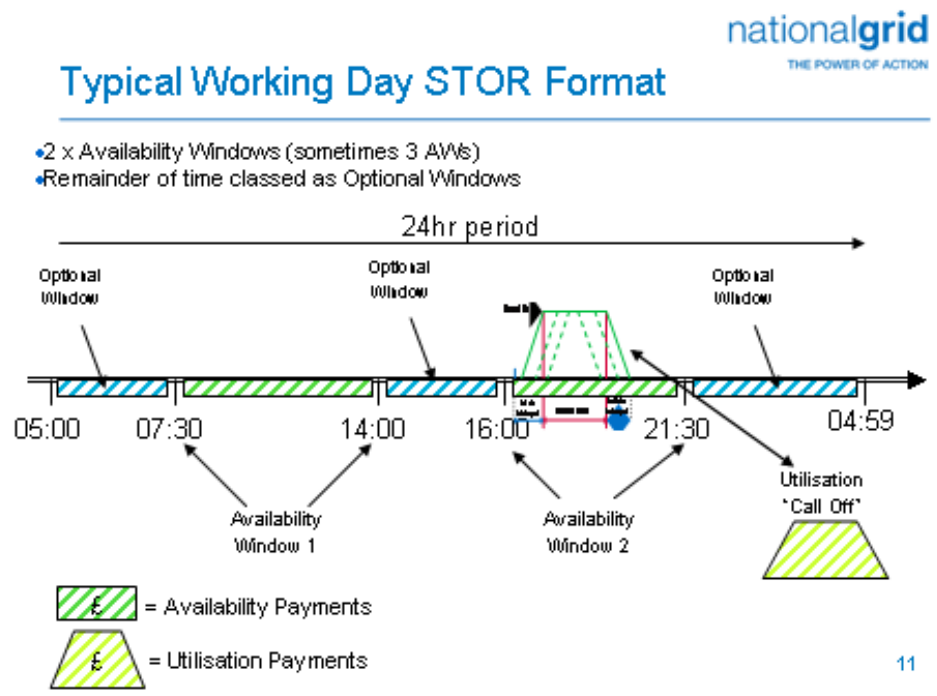 nationalgrid
THE POWER OF ACTION
Typical Working Day STOR Format
•2 x Availability Windows (sometimes 3 AWs)
•Remainder of time classed as Optional Windows
24hr period
Optional
Window
Optional
Window
Optional
Window
05:00
07:30
14:00
16:00
21:30
04:59
Availability
Window 1
Availability
Window 2
Utilisation
"Call Off"
£ = Availability Payments
£ = Utilisation Payments
11